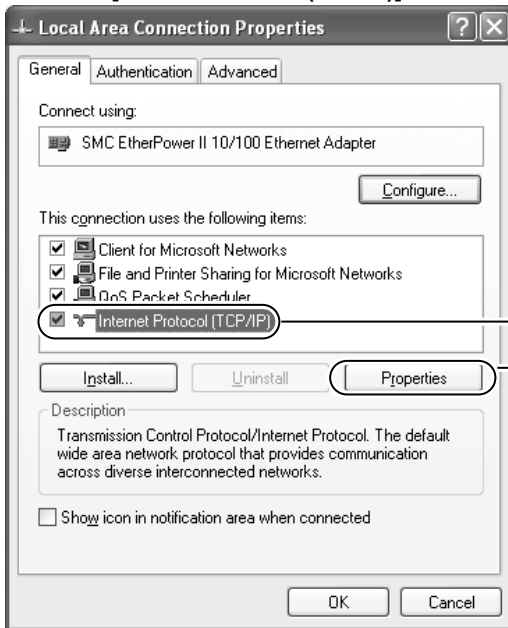 Local Area Connection Properties
General Authentication Advanced
Connect using:
SMC EtherPower II 10/100 Ethernet Adapter
Configure...
This connection uses the following items:
Client for Microsoft Networks
File and Printer Sharing for Microsoft Networks
QoS Packet Scheduler
Internet Protocol (TCP/IP)
Install... Uninstall Properties
Description
Transmission Control Protocol/Internet Protocol. The default
wide area network protocol that provides communication
across diverse interconnected networks.
Show icon in notification area when connected
OK Cancel